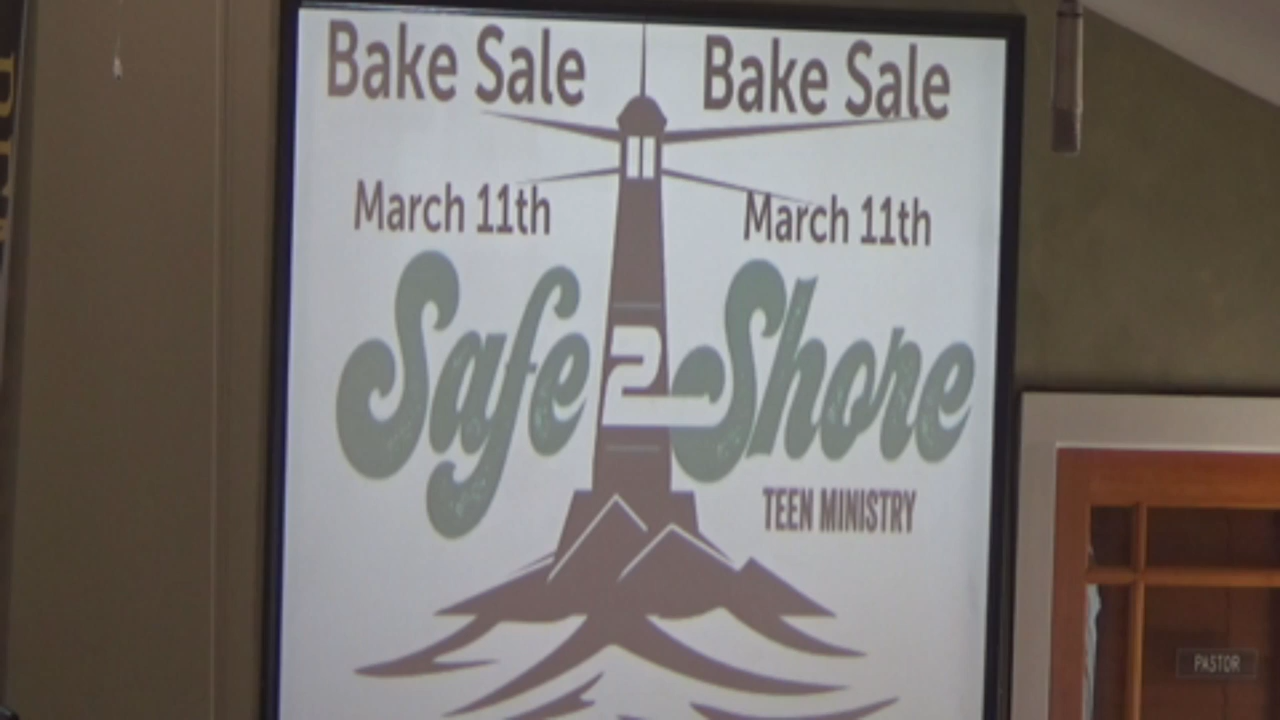 Bake Sale Bake Sale
March 11th March 11th
Safe 2 Shore
TEEN MINISTRY
PASTOR